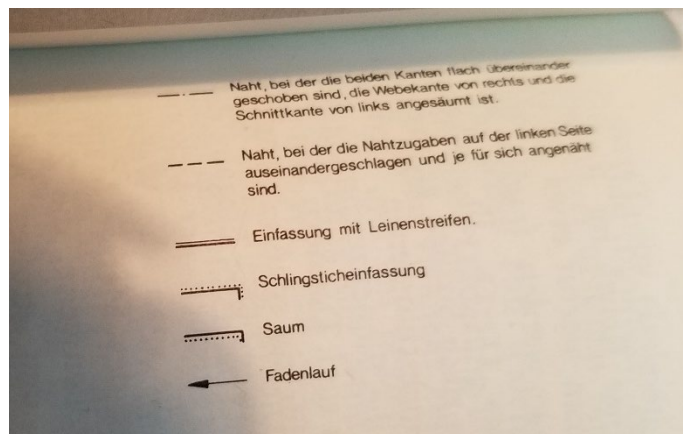 Naht, bei der die beiden Kanten flach übereinander
geschoben sind, die Webekante von rechts und die
Schnittkante von links angesäumt ist.
Naht, bei der die Nahtzugaben auf der linken Seite
auseinandergeschlagen und je für sich angenäht
sind.
Einfassung mit Leinenstreifen.
Schlingsticheinfassung
Saum
Fadenlauf